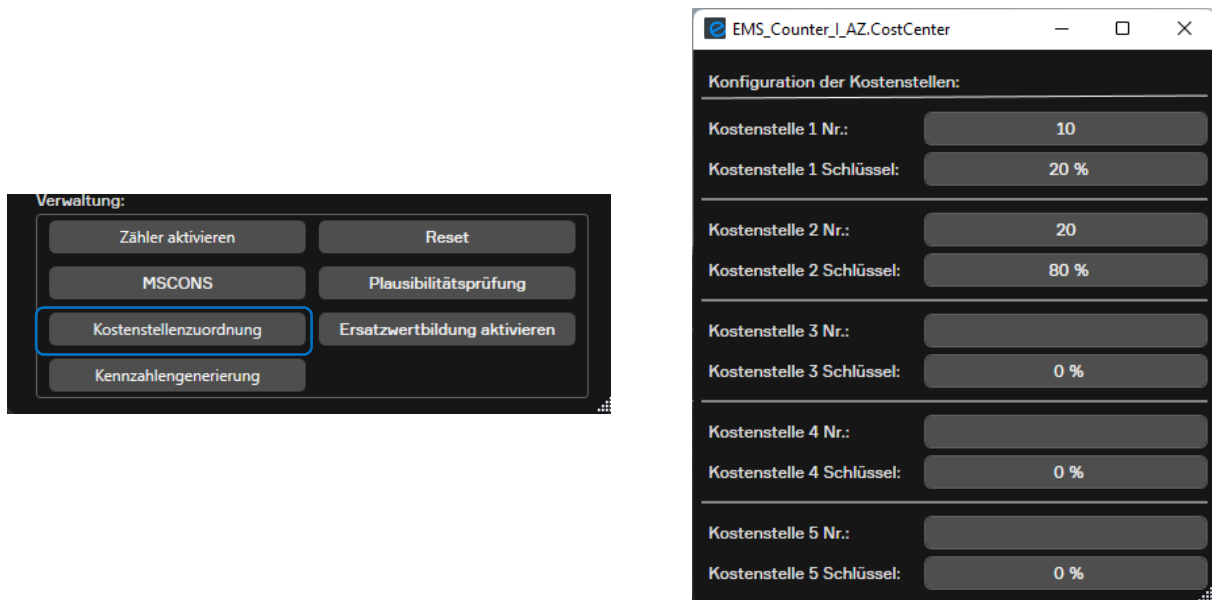 Verwaltung:
Zähler aktivieren
Reset
MSCONS
Plausibilitätsprüfung
Kostenstellenzuordnung
Ersatzwertbildung aktivieren
Kennzahlengenerierung
EMS_Counter_I_AZ.CostCenter
Konfiguration der Kostenstellen:
Kostenstelle 1 Nr.: 10
Kostenstelle 1 Schlüssel: 20 %
Kostenstelle 2 Nr.: 20
Kostenstelle 2 Schlüssel: 80 %
Kostenstelle 3 Nr.:
Kostenstelle 3 Schlüssel: 0 %
Kostenstelle 4 Nr.:
Kostenstelle 4 Schlüssel: 0 %
Kostenstelle 5 Nr.:
Kostenstelle 5 Schlüssel: 0 %